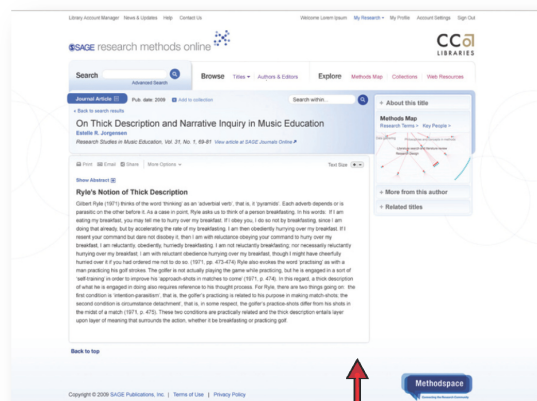 Library Account Manager News & Updates Help Contact Us
Welcome Lorem Ipsum My Research My Profile Account Settings Sign Out
SAGE research methods online
LIBRARIES
Search
Advanced Search
Browse Titles Authors & Editors
Explore Methods Map Collections Web Resources
Journal Article
Pub. date: 2009 Add to collection
Search within...
« Back to search results
On Thick Description and Narrative Inquiry in Music Education
Estelle R. Jorgensen
Research Studies in Music Education, Vol. 31, No. 1, 69-81 View article at SAGE Journals Online
About this title
Methods Map
Research Terms Key People
More from this author
Related titles
Print Email Share More Options
Text Size
Show Abstract
Ryle's Notion of Thick Description
Gilbert Ryle (1971) thinks of the word 'thinking' as an 'adverbial verb', that is, it 'pyramids'. Each adverb depends or is
parasitic on the other before it. As a case in point, Ryle asks us to think of a person breakfasting. In his words: If I am
eating my breakfast, you may tell me to hurry over my breakfast. If I obey you, I do so not by breakfasting, since I am
doing that already, but by accelerating the rate of my breakfasting. I am then obediently hurrying over my breakfast. If I
resent your command but dare not disobey it, then I am with reluctance obeying your command to hurry over my
breakfast. I am reluctantly, obediently, hurriedly breakfasting. I am not reluctantly breakfasting; nor necessarily reluctantly
hurrying over my breakfast; I am with reluctant obedience hurrying over my breakfast, though I might have cheerfully
hurried over it if you had ordered me not to do so. (1971, pp. 473-474) Ryle also evokes the word 'practicing' as with a
man practicing his golf strokes. The golfer is not actually playing the game while practicing, but he is engaged in a sort of
'self-training' in order to improve his 'approach-shots in matches to come' (1971, p. 474). In this regard, a thick description
of what he is engaged in doing also requires reference to his thought process. For Ryle, there are two things going on: the
first condition is 'intention-parasitism', that is, the golfer's practicing is related to his purpose in making match-shots; the
second condition is circumstance detachment', that is, in some respect, the golfer's practice-shots differ from his shots in
the midst of a match (1971, p. 475). These two conditions are practically related and the thick description entails layer
upon layer of meaning that surrounds the action, whether it be breakfasting or practicing golf.
Back to top
Methodspace
Copyright © 2009 SAGE Publications, Inc. | Terms of Use | Privacy Policy